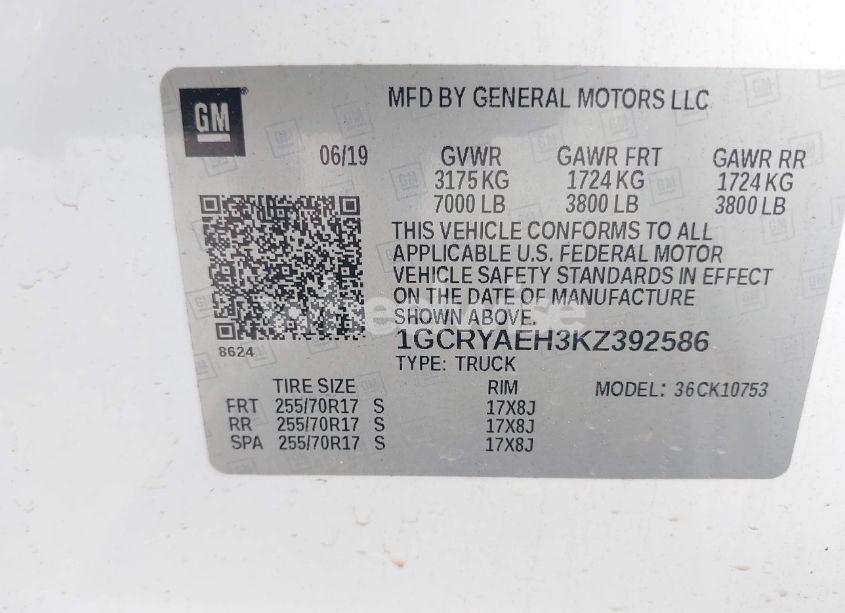 GM
MFD BY GENERAL MOTORS LLC
06/19
GVWR GAWR FRT GAWR RR
3175 KG 1724 KG 1724 KG
7000 LB 3800 LB 3800 LB
THIS VEHICLE CONFORMS TO ALL
APPLICABLE U.S. FEDERAL MOTOR
VEHICLE SAFETY STANDARDS IN EFFECT
ON THE DATE OF MANUFACTURE
SHOWN ABOVE.
8624
1GCRYAEH3KZ392586
TYPE: TRUCK
TIRE SIZE RIM MODEL: 36CK10753
FRT 255/70R17 S 17X8J
RR 255/70R17 S 17X8J
SPA 255/70R17 S 17X8J